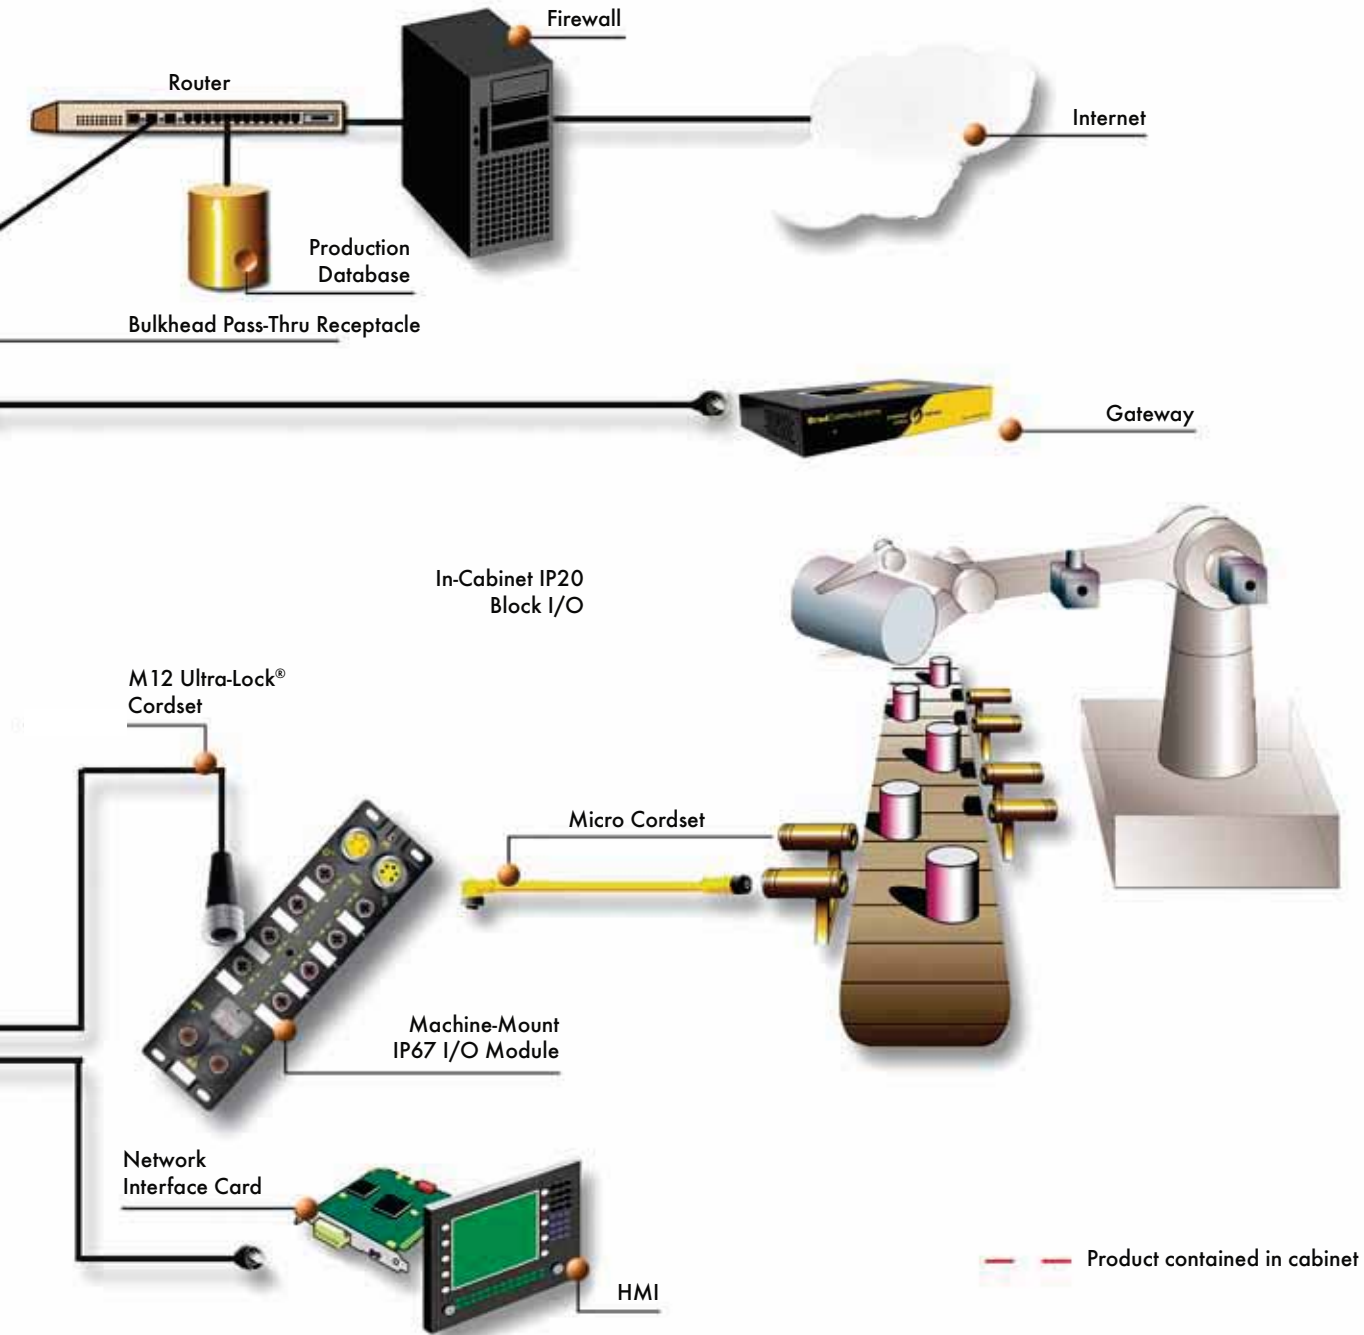 Firewall
Router
Internet
Production
Database
Bulkhead Pass-Thru Receptacle
Gateway
In-Cabinet IP20
Block I/O
M12 Ultra-Lock®
Cordset
Micro Cordset
Machine-Mount
IP67 I/O Module
Network
Interface Card
HMI
Product contained in cabinet